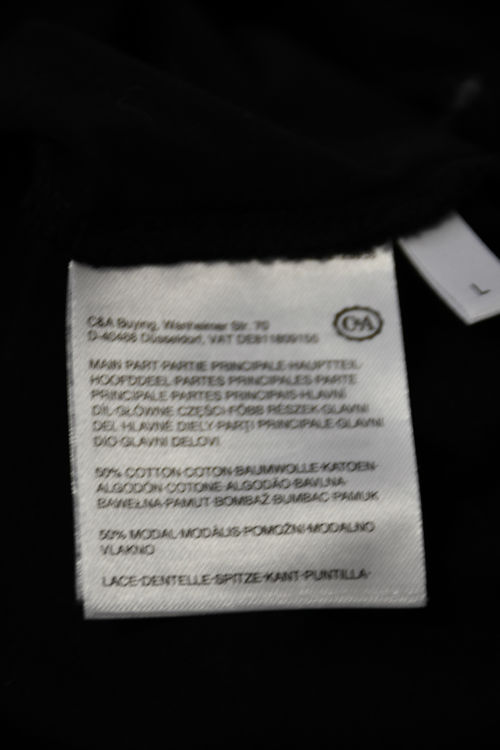 C&A Buying, Wanheimer Str. 70
D-40468 Düsseldorf, VAT DE811809155
C&A
MAIN PART·PARTIE PRINCIPALE·HAUPTTEIL·
HOOFDDEEL·PARTES PRINCIPALES·PARTE
PRINCIPALE·PARTES PRINCIPAIS·HLAVNI
DÍL·GŁÓWNE CZĘŚCI·FŐBB RÉSZEK·GLAVNI
DEL·HLAVNÉ DIELY·PARȚI PRINCIPALE·GLAVNI
DIO·GLAVNI DELOVI
50% COTTON·COTON·BAUMWOLLE·KATOEN·
ALGODÓN·COTONE·ALGODÃO·BAVLNA·
BAWEŁNA·PAMUT·BOMBAŽ·BUMBAC·PAMUK
50% MODAL·MODÁLIS·POMOŽNI·MODALNO
VLAKNO
LACE·DENTELLE·SPITZE·KANT·PUNTILLA·
L